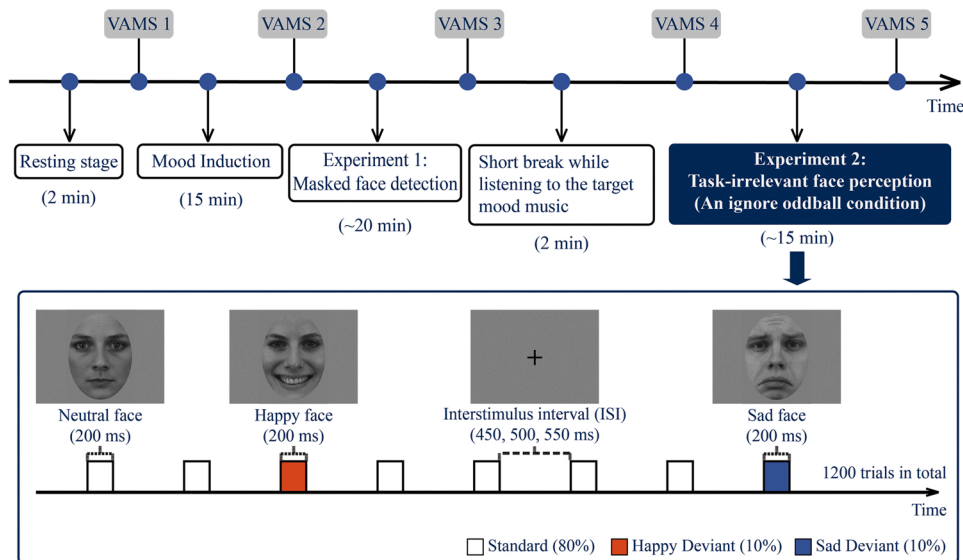 VAMS 1
VAMS 2
VAMS 3
VAMS 4
VAMS 5
Time
Resting stage
(2 min)
Mood Induction
(15 min)
Experiment 1:
Masked face detection
(~20 min)
Short break while
listening to the target
mood music
(2 min)
Experiment 2:
Task-irrelevant face perception
(An ignore oddball condition)
(~15 min)
Neutral face
(200 ms)
Happy face
(200 ms)
Interstimulus interval (ISI)
(450, 500, 550 ms)
Sad face
(200 ms)
1200 trials in total
Time
Standard (80%)
Happy Deviant (10%)
Sad Deviant (10%)